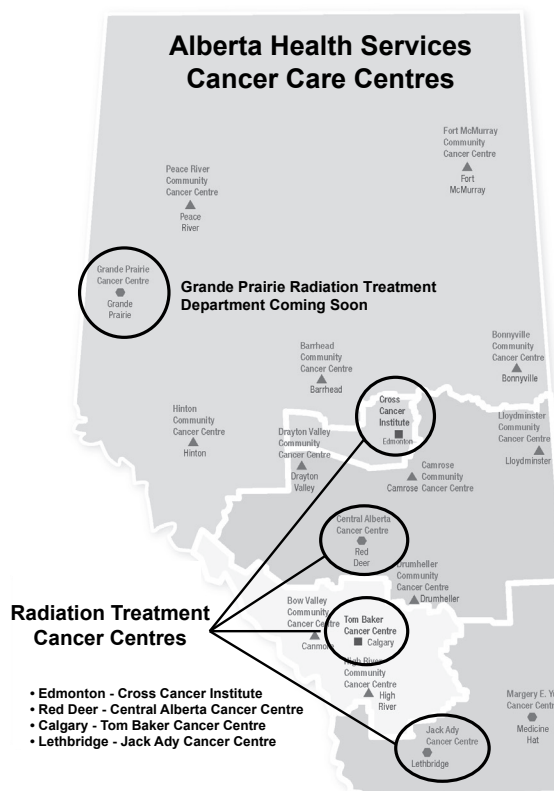 Alberta Health Services
Cancer Care Centres
Fort McMurray
Community
Cancer Centre
Fort
McMurray
Peace River
Community
Cancer Centre
Peace
River
Grande Prairie
Cancer Centre
Grande
Prairie
Grande Prairie Radiation Treatment
Department Coming Soon
Barrhead
Community
Cancer Centre
Barrhead
Bonnyville
Community
Cancer Centre
Bonnyville
Cross
Cancer
Institute
Edmonton
Hinton
Community
Cancer Centre
Hinton
Drayton Valley
Community
Cancer Centre
Drayton
Valley
Lloydminster
Community
Cancer Centre
Lloydminster
Camrose
Community
Camrose Cancer Centre
Central Alberta
Cancer Centre
Red
Deer
Drumheller
Community
Cancer Centre
Drumheller
Radiation Treatment
Cancer Centres
Bow Valley
Community
Cancer Centre
Canmore
Tom Baker
Cancer Centre
Calgary
High River
Community
Cancer Centre
High
River
• Edmonton - Cross Cancer Institute
• Red Deer - Central Alberta Cancer Centre
• Calgary - Tom Baker Cancer Centre
• Lethbridge - Jack Ady Cancer Centre
Jack Ady
Cancer Centre
Lethbridge
Margery E.
Cancer
Medicine
Hat